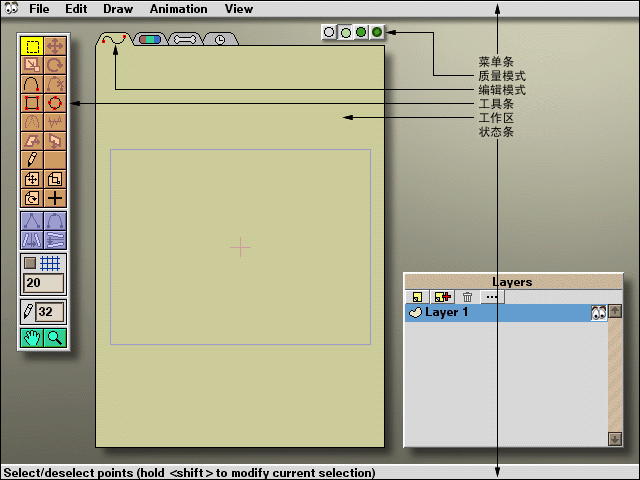 File Edit Draw Animation View
菜单条
质量模式
编辑模式
工具条
工作区
状态条
20
32
Layers
Layer 1
Select/deselect points (hold <shift> to modify current selection)